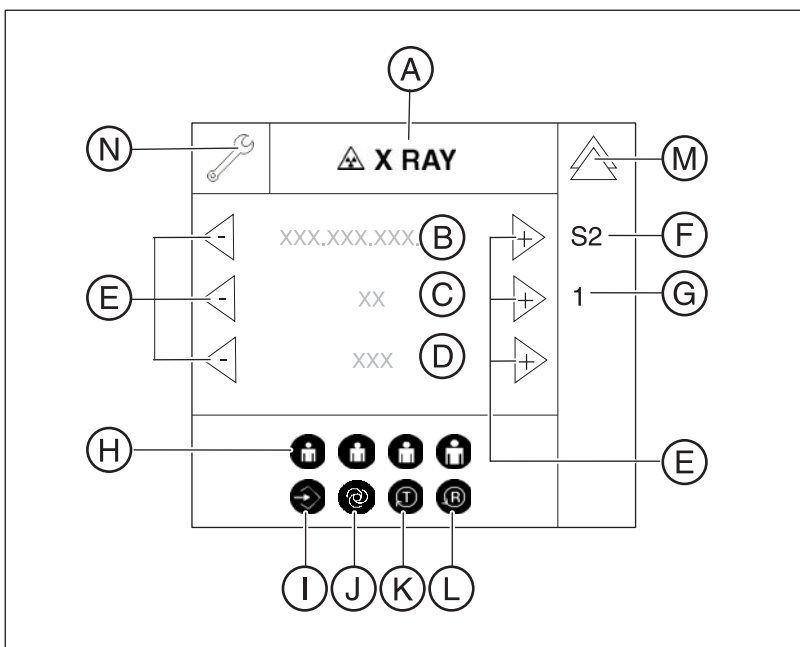 A
N
X RAY
M
- XXX.XXX.XXX. B + S2 F
E - XX C + 1 G
- XXX D +
H E
T R
I J K L